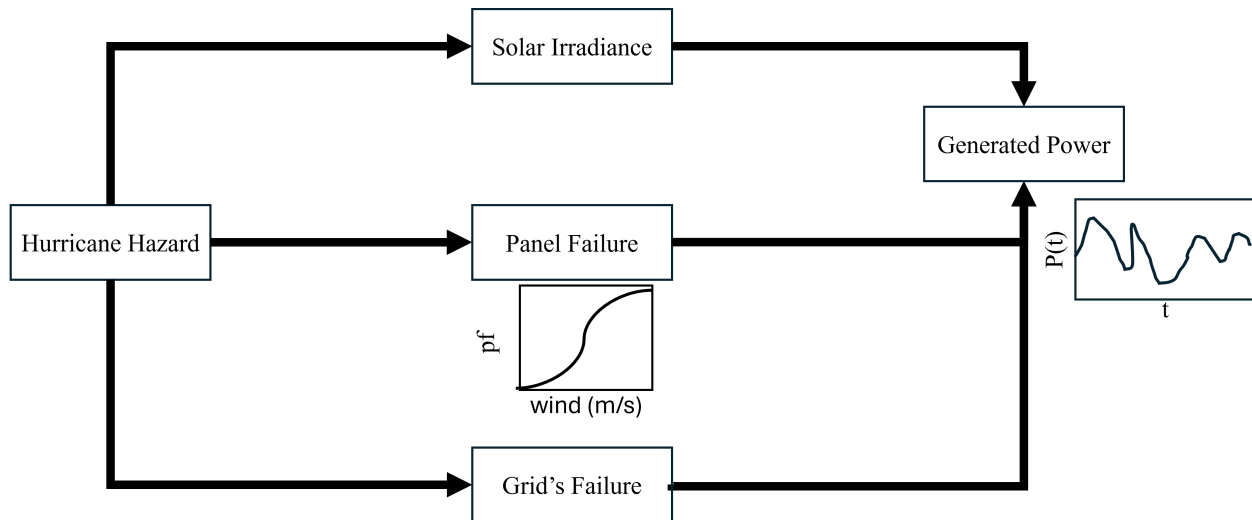 Solar Irradiance
Generated Power
Hurricane Hazard
Panel Failure
P(t)
t
pf
wind (m/s)
Grid's Failure